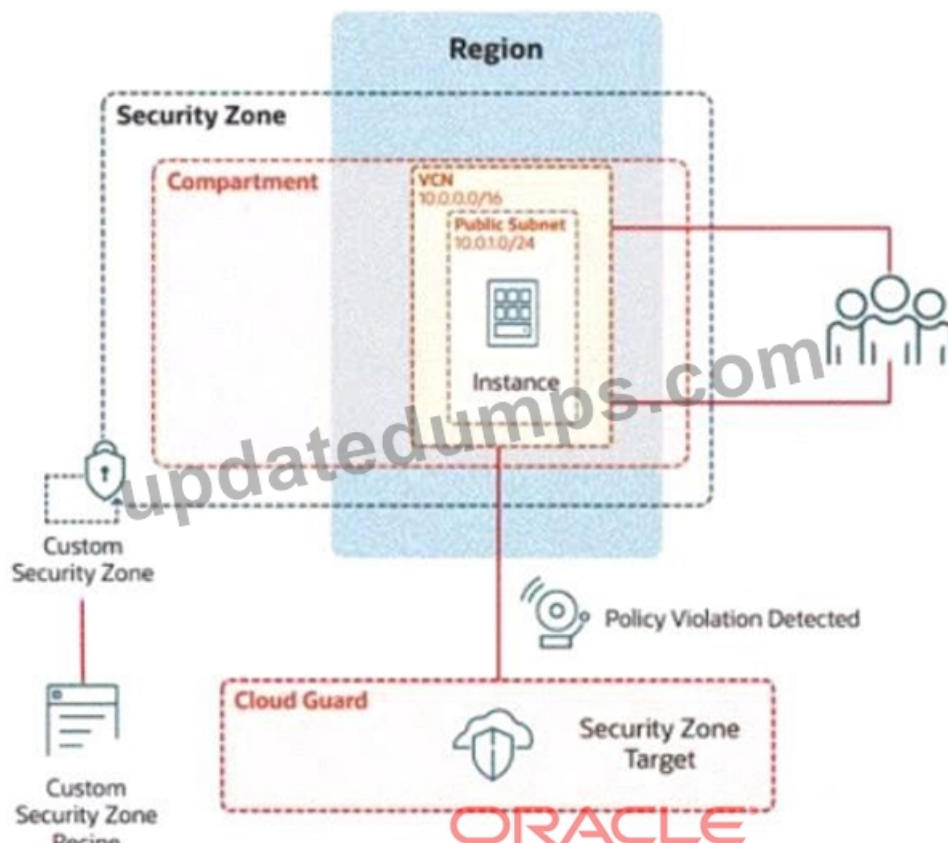 Region
Security Zone
Compartment
VCN
10.0.0.0/16
Public Subnet
10.0.1.0/24
Instance
updatedumps.com
Custom
Security Zone
Policy Violation Detected
Cloud Guard
Security Zone
Target
Custom
Security Zone
Recipe
ORACLE